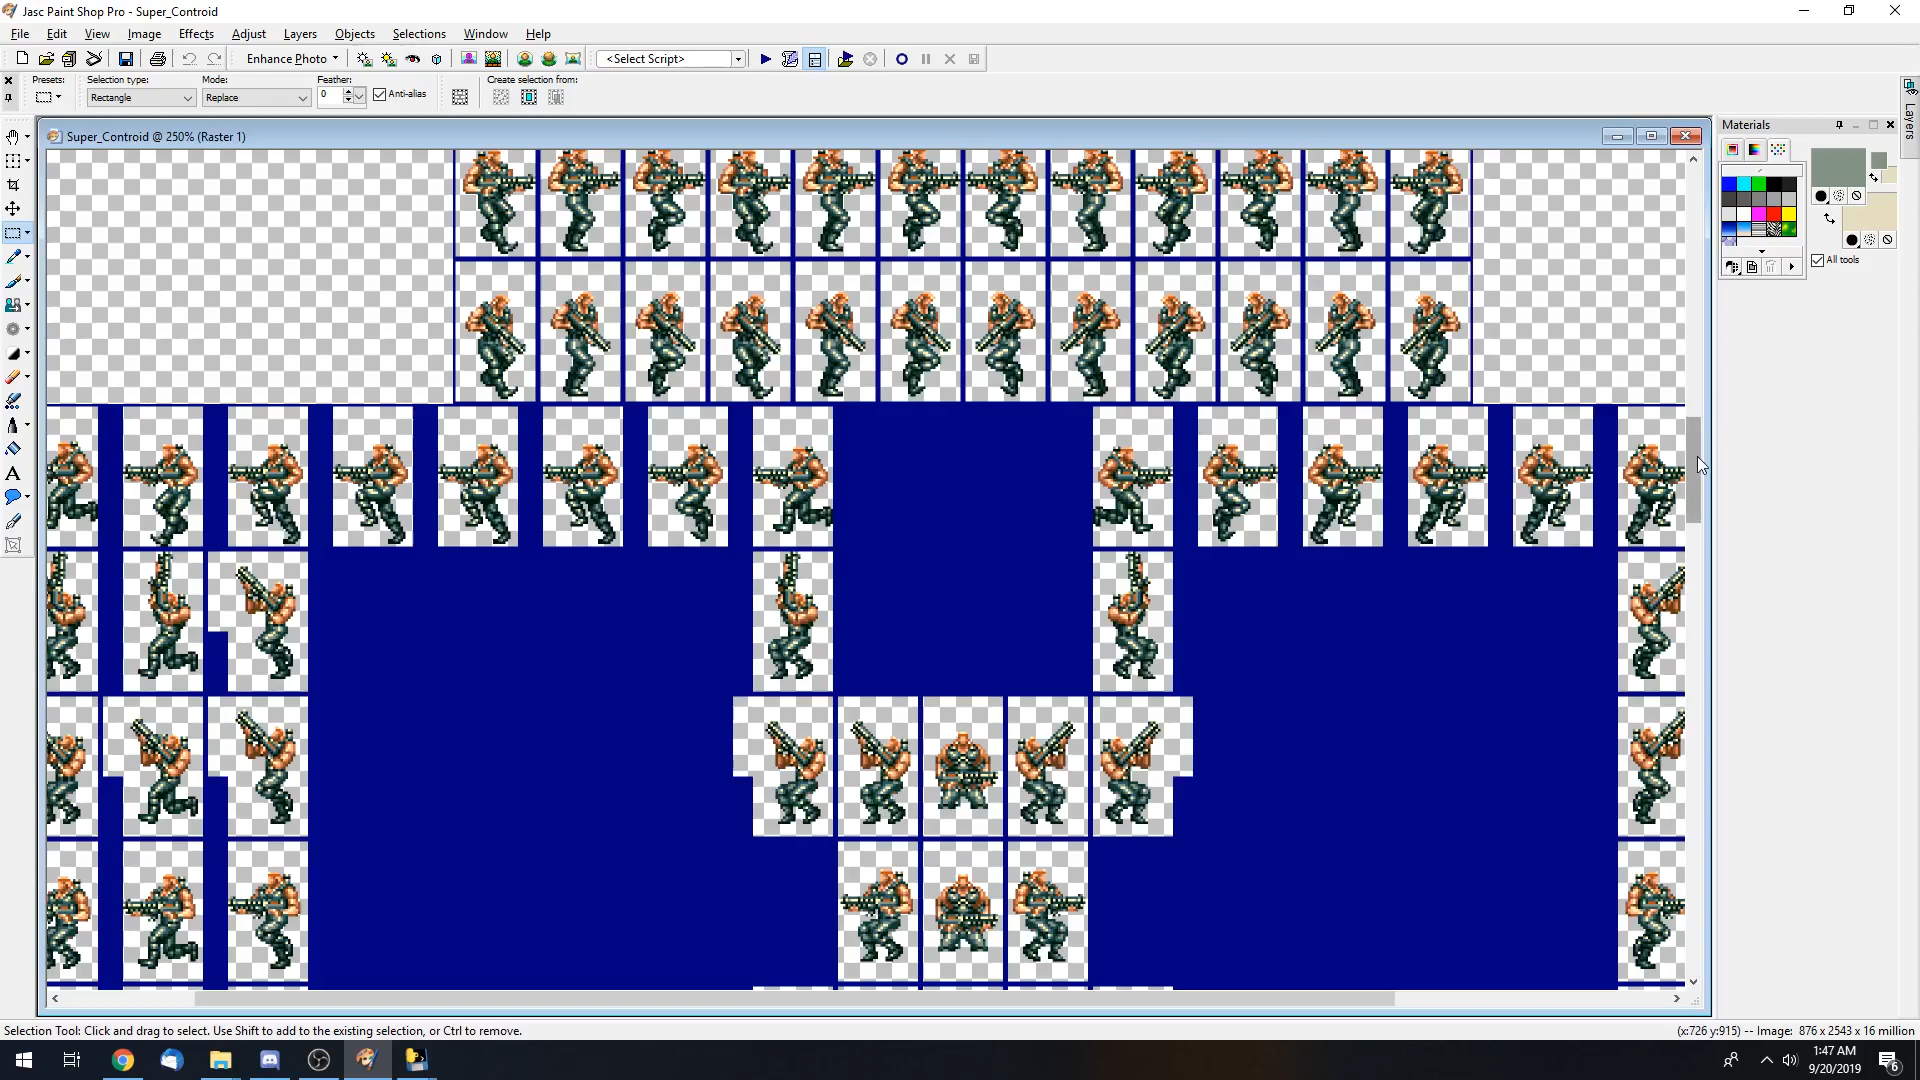 Jasc Paint Shop Pro - Super_Controid
File Edit View Image Effects Adjust Layers Objects Selections Window Help
Enhance Photo <Select Script>
Presets: Selection type: Mode: Feather: Create selection from:
Rectangle Replace 0 Anti-alias
Super_Controid @ 250% (Raster 1)
Materials
Layers
All tools
Selection Tool: Click and drag to select. Use Shift to add to the existing selection, or Ctrl to remove.
(x:726 y:915) -- Image: 876 x 2543 x 16 million
1:47 AM
9/20/2019
6